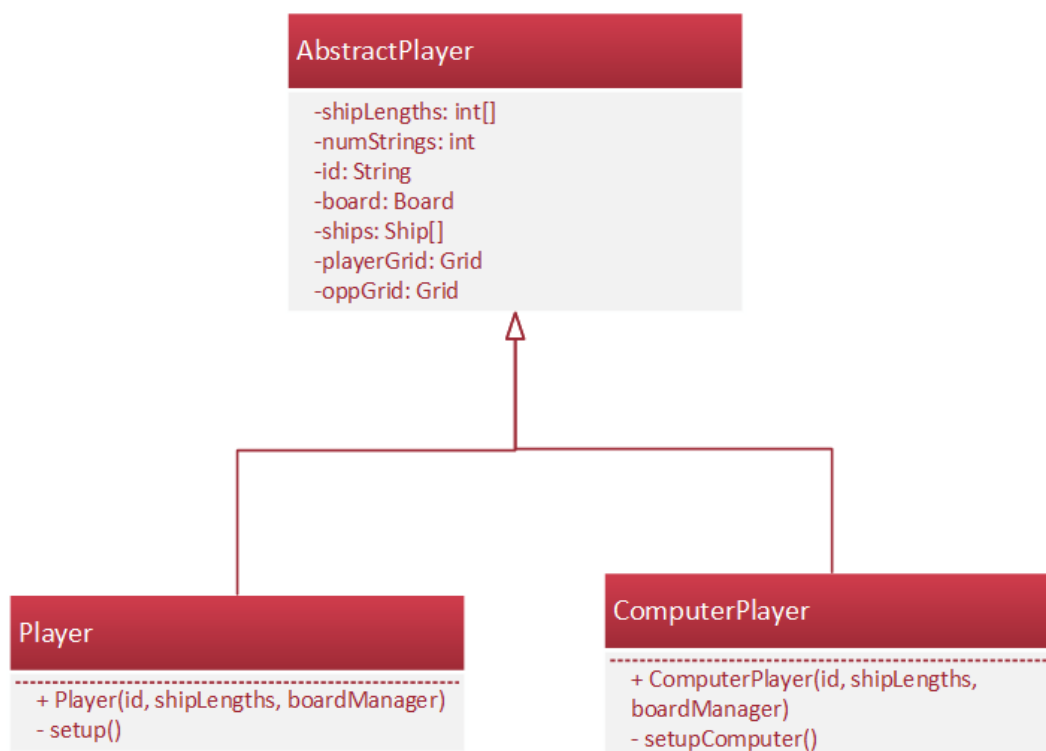 AbstractPlayer
-shipLengths: int[]
-numStrings: int
-id: String
-board: Board
-ships: Ship[]
-playerGrid: Grid
-oppGrid: Grid
Player
+ Player(id, shipLengths, boardManager)
- setup()
ComputerPlayer
+ ComputerPlayer(id, shipLengths,
boardManager)
- setupComputer()